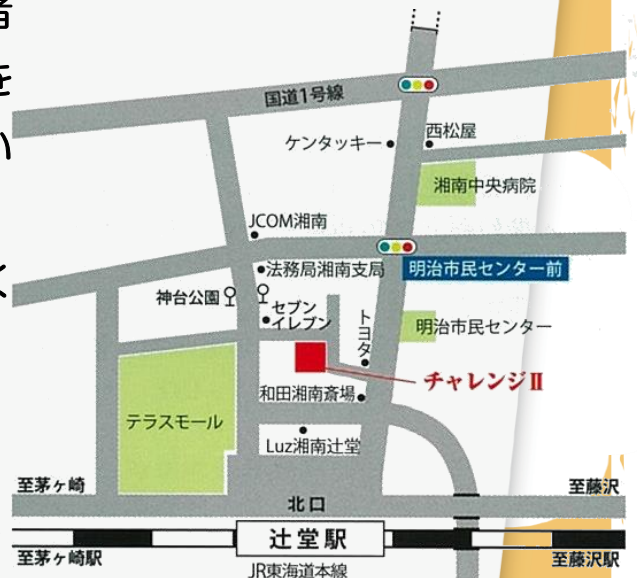 者
を
い
く
国道1号線
ケンタッキー
西松屋
湘南中央病院
JCOM湘南
法務局湘南支局
明治市民センター前
神台公園
セブン
イレブン
トヨタ
明治市民センター
チャレンジⅡ
和田湘南斎場
テラスモール
Luz湘南辻堂
至茅ヶ崎
北口
至藤沢
辻堂駅
至茅ヶ崎駅
至藤沢駅
JR東海道本線